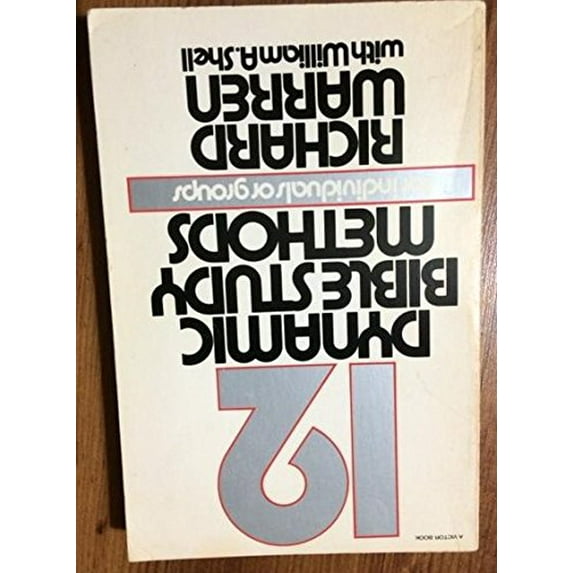 A VICTOR BOOK
12
DYNAMIC
BIBLE STUDY
METHODS
for individuals or groups
RICHARD
WARREN
with William A. Shell